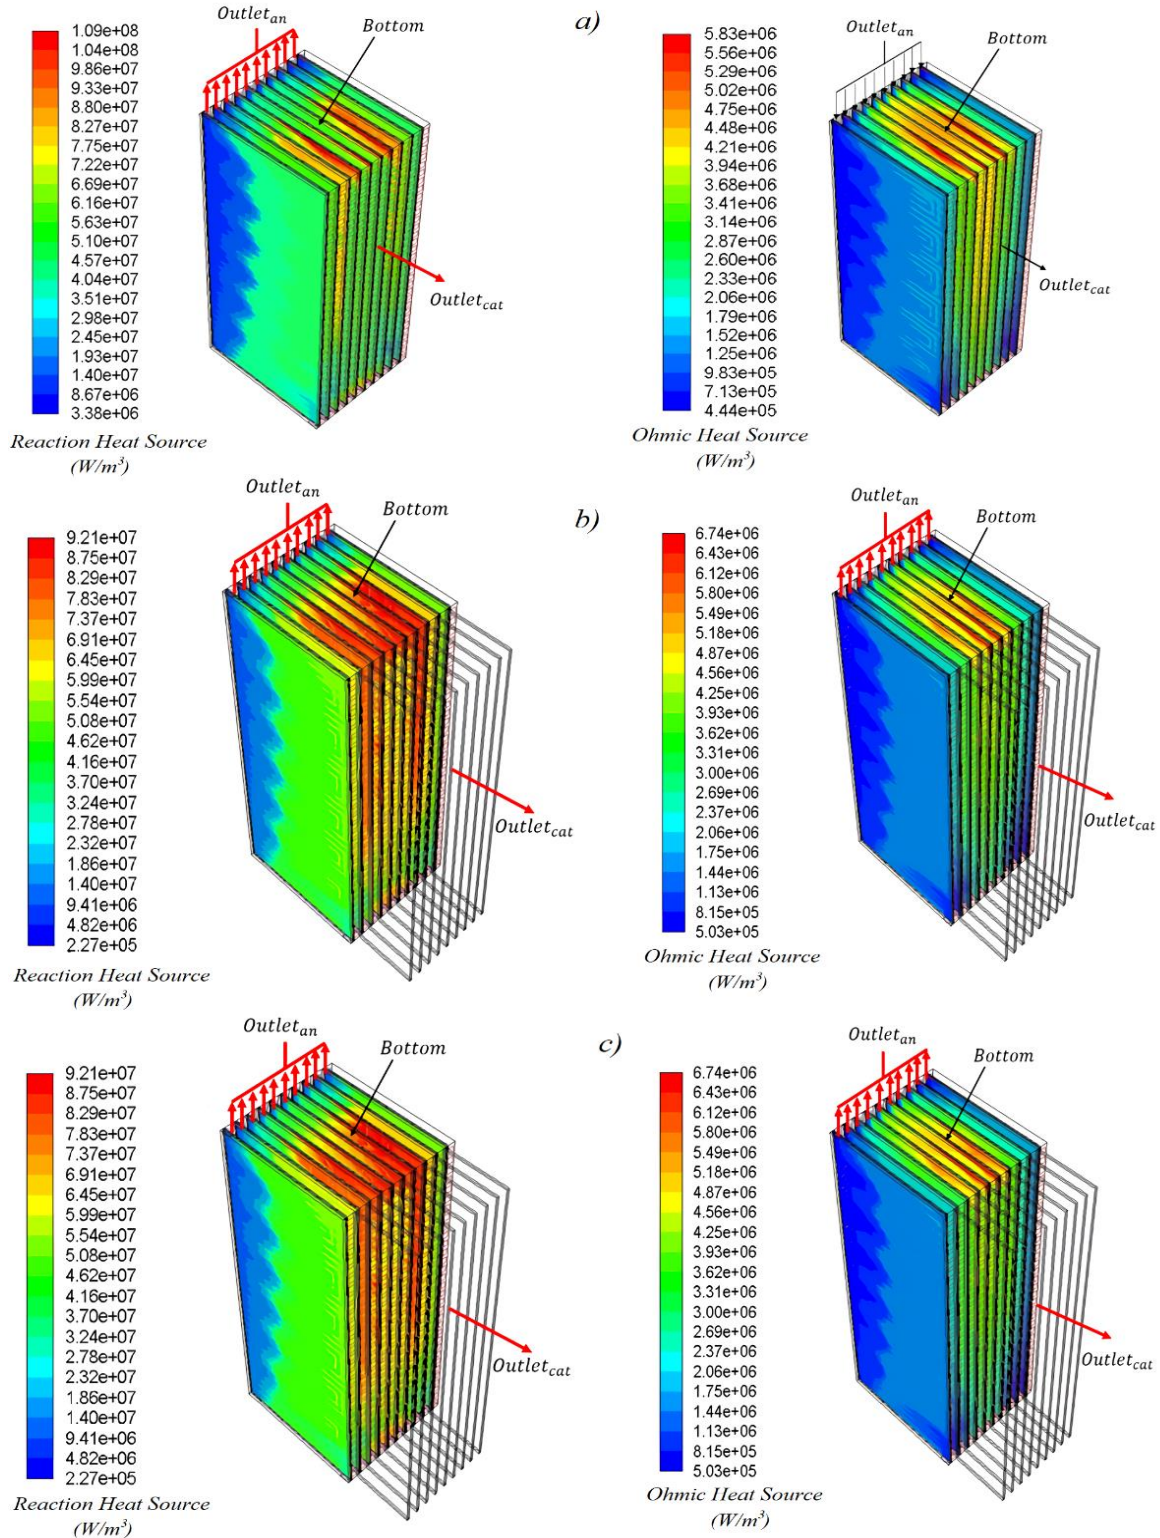 a)
Outlet_an
Bottom
Outlet_cat
1.09e+08
1.04e+08
9.86e+07
9.33e+07
8.80e+07
8.27e+07
7.75e+07
7.22e+07
6.69e+07
6.16e+07
5.63e+07
5.10e+07
4.57e+07
4.04e+07
3.51e+07
2.98e+07
2.45e+07
1.93e+07
1.40e+07
8.67e+06
3.38e+06
Reaction Heat Source
(W/m³)
Outlet_an
Bottom
Outlet_cat
5.83e+06
5.56e+06
5.29e+06
5.02e+06
4.75e+06
4.48e+06
4.21e+06
3.94e+06
3.68e+06
3.41e+06
3.14e+06
2.87e+06
2.60e+06
2.33e+06
2.06e+06
1.79e+06
1.52e+06
1.25e+06
9.83e+05
7.13e+05
4.44e+05
Ohmic Heat Source
(W/m³)
b)
Outlet_an
Bottom
Outlet_cat
9.21e+07
8.75e+07
8.29e+07
7.83e+07
7.37e+07
6.91e+07
6.45e+07
5.99e+07
5.54e+07
5.08e+07
4.62e+07
4.16e+07
3.70e+07
3.24e+07
2.78e+07
2.32e+07
1.86e+07
1.40e+07
9.41e+06
4.82e+06
2.27e+05
Reaction Heat Source
(W/m³)
Outlet_an
Bottom
Outlet_cat
6.74e+06
6.43e+06
6.12e+06
5.80e+06
5.49e+06
5.18e+06
4.87e+06
4.56e+06
4.25e+06
3.93e+06
3.62e+06
3.31e+06
3.00e+06
2.69e+06
2.37e+06
2.06e+06
1.75e+06
1.44e+06
1.13e+06
8.15e+05
5.03e+05
Ohmic Heat Source
(W/m³)
c)
Outlet_an
Bottom
Outlet_cat
9.21e+07
8.75e+07
8.29e+07
7.83e+07
7.37e+07
6.91e+07
6.45e+07
5.99e+07
5.54e+07
5.08e+07
4.62e+07
4.16e+07
3.70e+07
3.24e+07
2.78e+07
2.32e+07
1.86e+07
1.40e+07
9.41e+06
4.82e+06
2.27e+05
Reaction Heat Source
(W/m³)
Outlet_an
Bottom
Outlet_cat
6.74e+06
6.43e+06
6.12e+06
5.80e+06
5.49e+06
5.18e+06
4.87e+06
4.56e+06
4.25e+06
3.93e+06
3.62e+06
3.31e+06
3.00e+06
2.69e+06
2.37e+06
2.06e+06
1.75e+06
1.44e+06
1.13e+06
8.15e+05
5.03e+05
Ohmic Heat Source
(W/m³)